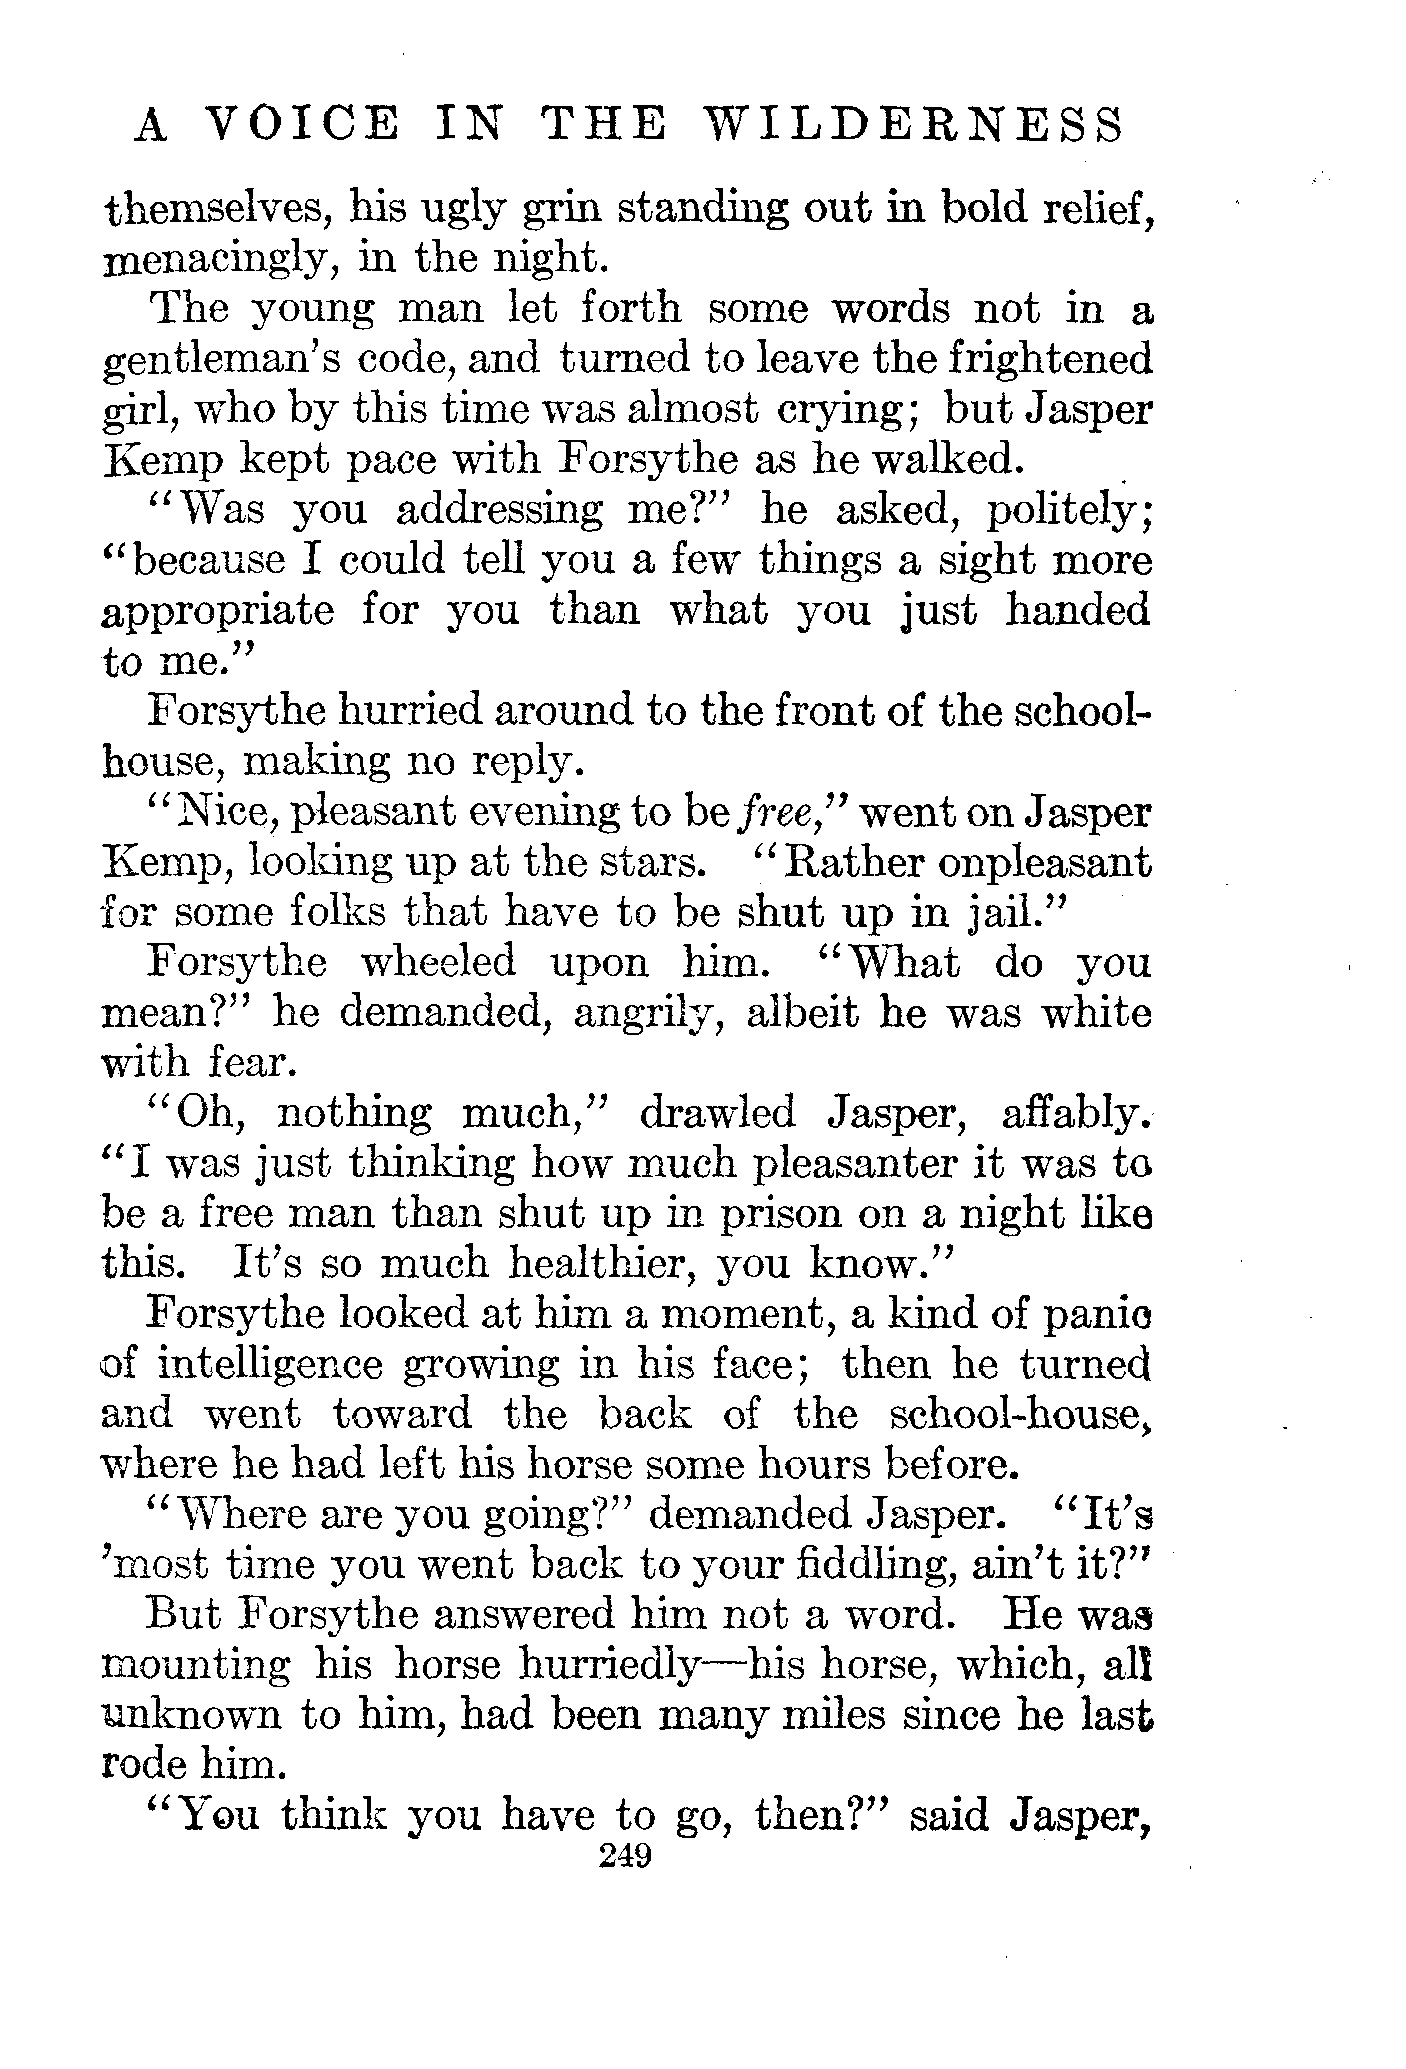 A VOICE IN THE WILDERNESS
themselves, his ugly grin standing out in bold relief,
menacingly, in the night.
The young man let forth some words not in a
gentleman's code, and turned to leave the frightened
girl, who by this time was almost crying; but Jasper
Kemp kept pace with Forsythe as he walked.
"Was you addressing me?" he asked, politely;
"because I could tell you a few things a sight more
appropriate for you than what you just handed
to me."
Forsythe hurried around to the front of the school-
house, making no reply.
"Nice, pleasant evening to be free," went on Jasper
Kemp, looking up at the stars. "Rather onpleasant
for some folks that have to be shut up in jail."
Forsythe wheeled upon him. "What do you
mean?" he demanded, angrily, albeit he was white
with fear.
"Oh, nothing much," drawled Jasper, affably.
"I was just thinking how much pleasanter it was to
be a free man than shut up in prison on a night like
this. It's so much healthier, you know."
Forsythe looked at him a moment, a kind of panic
of intelligence growing in his face; then he turned
and went toward the back of the school-house,
where he had left his horse some hours before.
"Where are you going?" demanded Jasper. "It's
'most time you went back to your fiddling, ain't it?"
But Forsythe answered him not a word. He was
mounting his horse hurriedly—his horse, which, all
unknown to him, had been many miles since he last
rode him.
"You think you have to go, then?" said Jasper,
249